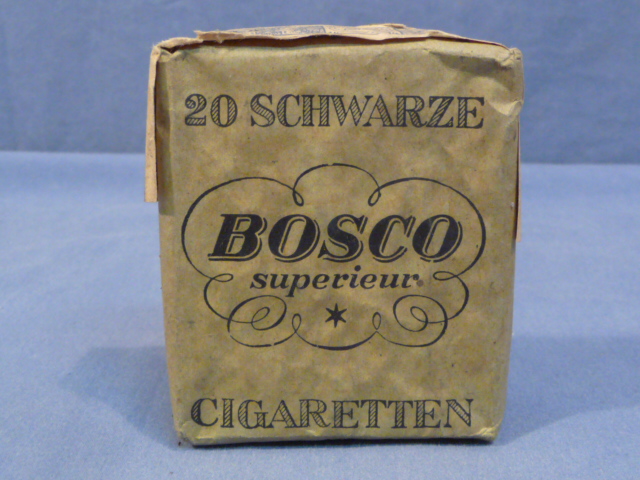 20 SCHWARZE
BOSCO
superieur
CIGARETTEN